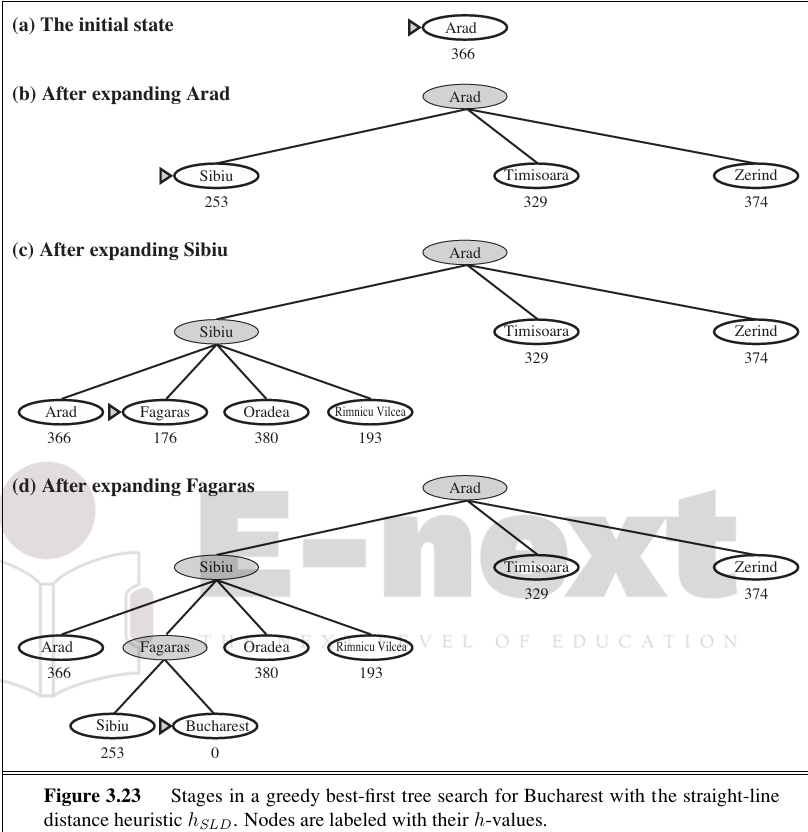 (a) The initial state
Arad
366
(b) After expanding Arad
Arad
Sibiu Timisoara Zerind
253 329 374
(c) After expanding Sibiu
Arad
Sibiu Timisoara Zerind
329 374
Arad Fagaras Oradea Rimnicu Vilcea
366 176 380 193
(d) After expanding Fagaras
Arad
E-next
Sibiu Timisoara Zerind
329 374
THE NEXT LEVEL OF EDUCATION
Arad Fagaras Oradea Rimnicu Vilcea
366 380 193
Sibiu Bucharest
253 0
Figure 3.23 Stages in a greedy best-first tree search for Bucharest with the straight-line
distance heuristic hSLD. Nodes are labeled with their h-values.